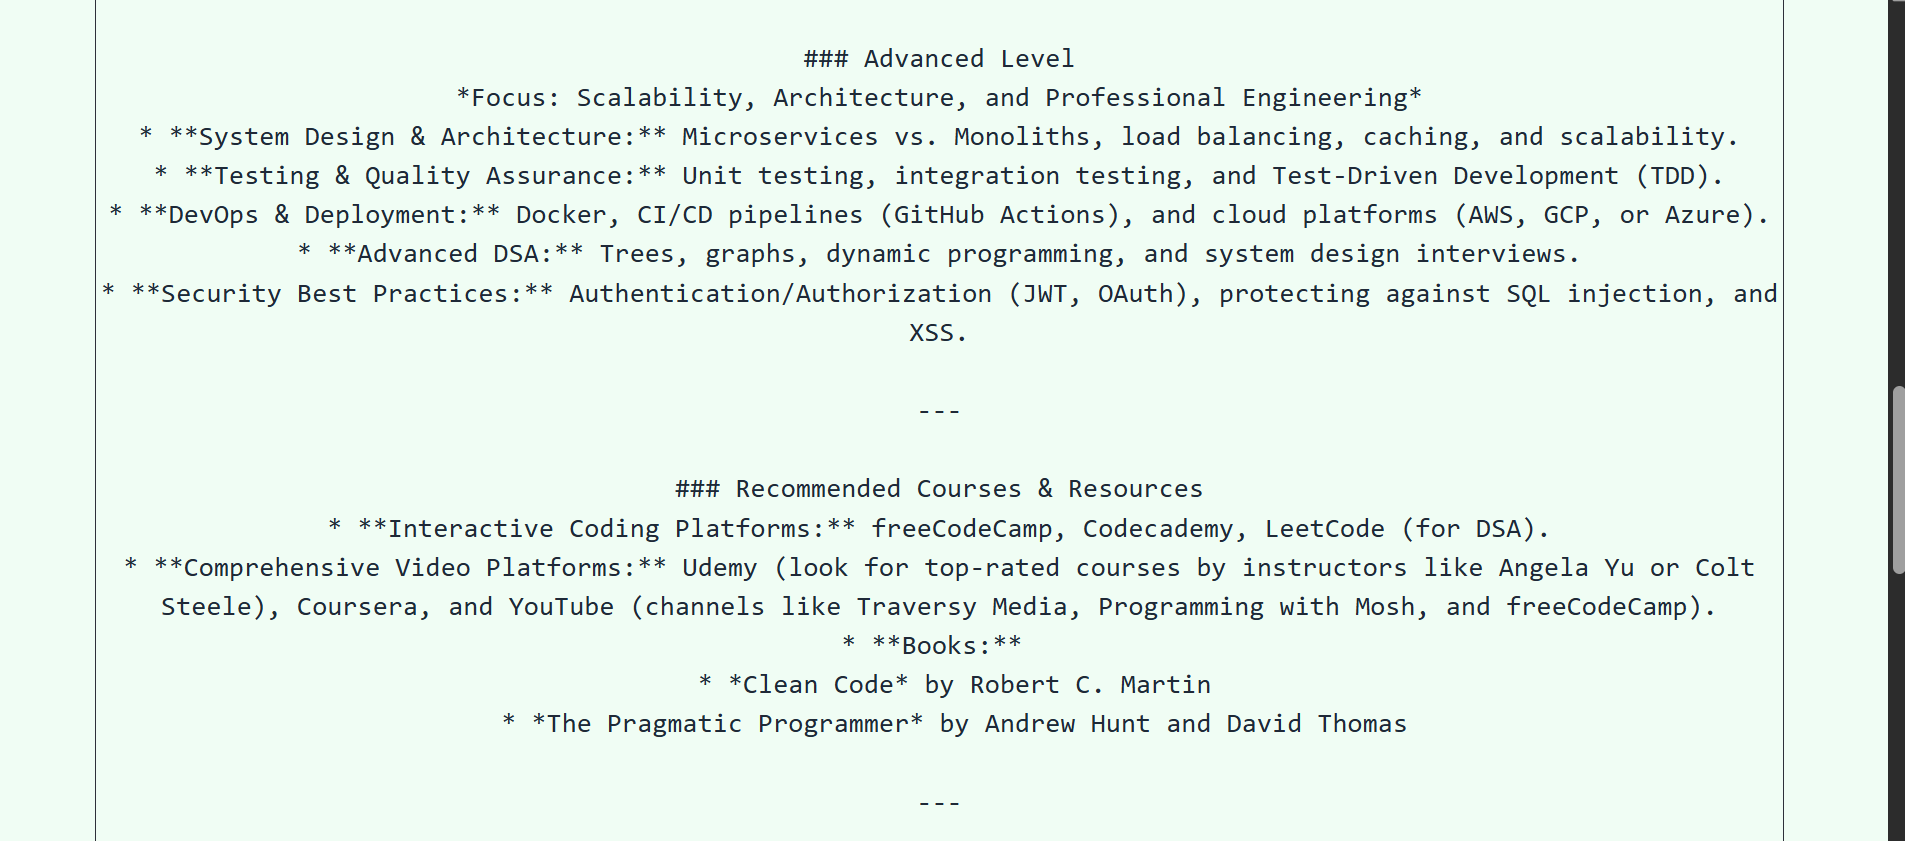 ### Advanced Level
*Focus: Scalability, Architecture, and Professional Engineering*
* **System Design & Architecture:** Microservices vs. Monoliths, load balancing, caching, and scalability.
* **Testing & Quality Assurance:** Unit testing, integration testing, and Test-Driven Development (TDD).
* **DevOps & Deployment:** Docker, CI/CD pipelines (GitHub Actions), and cloud platforms (AWS, GCP, or Azure).
* **Advanced DSA:** Trees, graphs, dynamic programming, and system design interviews.
* **Security Best Practices:** Authentication/Authorization (JWT, OAuth), protecting against SQL injection, and
XSS.
---
### Recommended Courses & Resources
* **Interactive Coding Platforms:** freeCodeCamp, Codecademy, LeetCode (for DSA).
* **Comprehensive Video Platforms:** Udemy (look for top-rated courses by instructors like Angela Yu or Colt
Steele), Coursera, and YouTube (channels like Traversy Media, Programming with Mosh, and freeCodeCamp).
* **Books:**
* *Clean Code* by Robert C. Martin
* *The Pragmatic Programmer* by Andrew Hunt and David Thomas
---